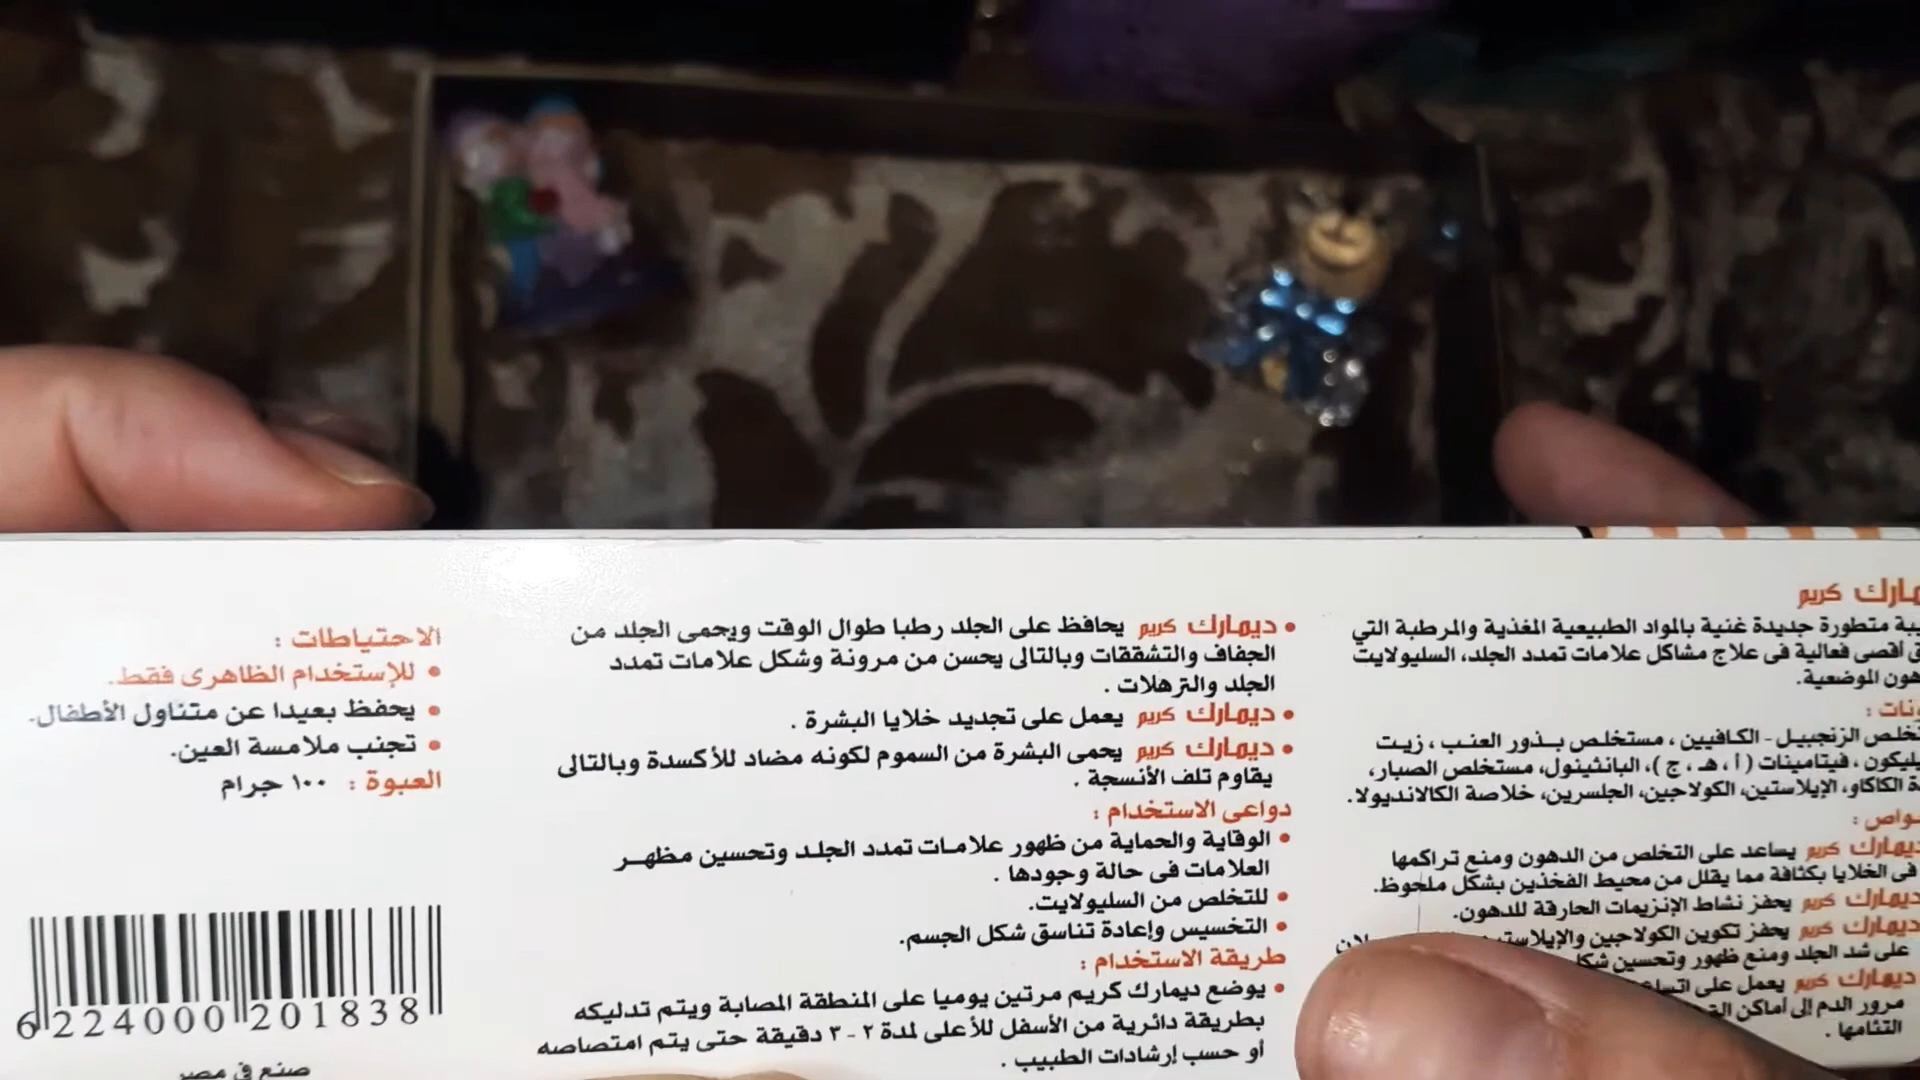 كريم
متطورة جديدة غنية بالمواد الطبيعية المغذية والمرطبة التي
أقصى فعالية فى علاج مشاكل علامات تمدد الجلد، السليولايت
الموضعية.
الزنجبيل - الكافيين ، مستخلص بذور العنب ، زيت
، فيتامينات ( أ ، هـ ، ج )، البانثينول، مستخلص الصبار،
الكاكاو، الإيلاستين، الكولاجين، الجلسرين، خلاصة الكالانديولا.
ديمارك كريم يساعد على التخلص من الدهون ومنع تراكمها
فى الخلايا بكثافة مما يقلل من محيط الفخذين بشكل ملحوظ.
ديمارك كريم يحفز نشاط الإنزيمات الحارقة للدهون.
ديمارك كريم يحفز تكوين الكولاجين
على شد الجلد ومنع ظهور وتحسين
ديمارك كريم يعمل على
مرور الدم إلى أماكن
التئامها .
• ديمارك كريم يحافظ على الجلد رطبا طوال الوقت ويحمى الجلد من
الجفاف والتشققات وبالتالى يحسن من مرونة وشكل علامات تمدد
الجلد والترهلات .
• ديمارك كريم يعمل على تجديد خلايا البشرة .
• ديمارك كريم يحمى البشرة من السموم لكونه مضاد للأكسدة وبالتالى
يقاوم تلف الأنسجة .
دواعى الاستخدام :
• الوقاية والحماية من ظهور علامات تمدد الجلد وتحسين مظهر
العلامات فى حالة وجودها .
• للتخلص من السليولايت.
• التخسيس وإعادة تناسق شكل الجسم.
طريقة الاستخدام :
• يوضع ديمارك كريم مرتين يوميا على المنطقة المصابة ويتم تدليكه
بطريقة دائرية من الأسفل للأعلى لمدة ٢ - ٣ دقيقة حتى يتم امتصاصه
أو حسب إرشادات الطبيب .
الاحتياطات :
• للإستخدام الظاهرى فقط.
• يحفظ بعيدا عن متناول الأطفال.
• تجنب ملامسة العين.
العبوة : ١٠٠ جرام
6 224000 201838
صنع فى مصر